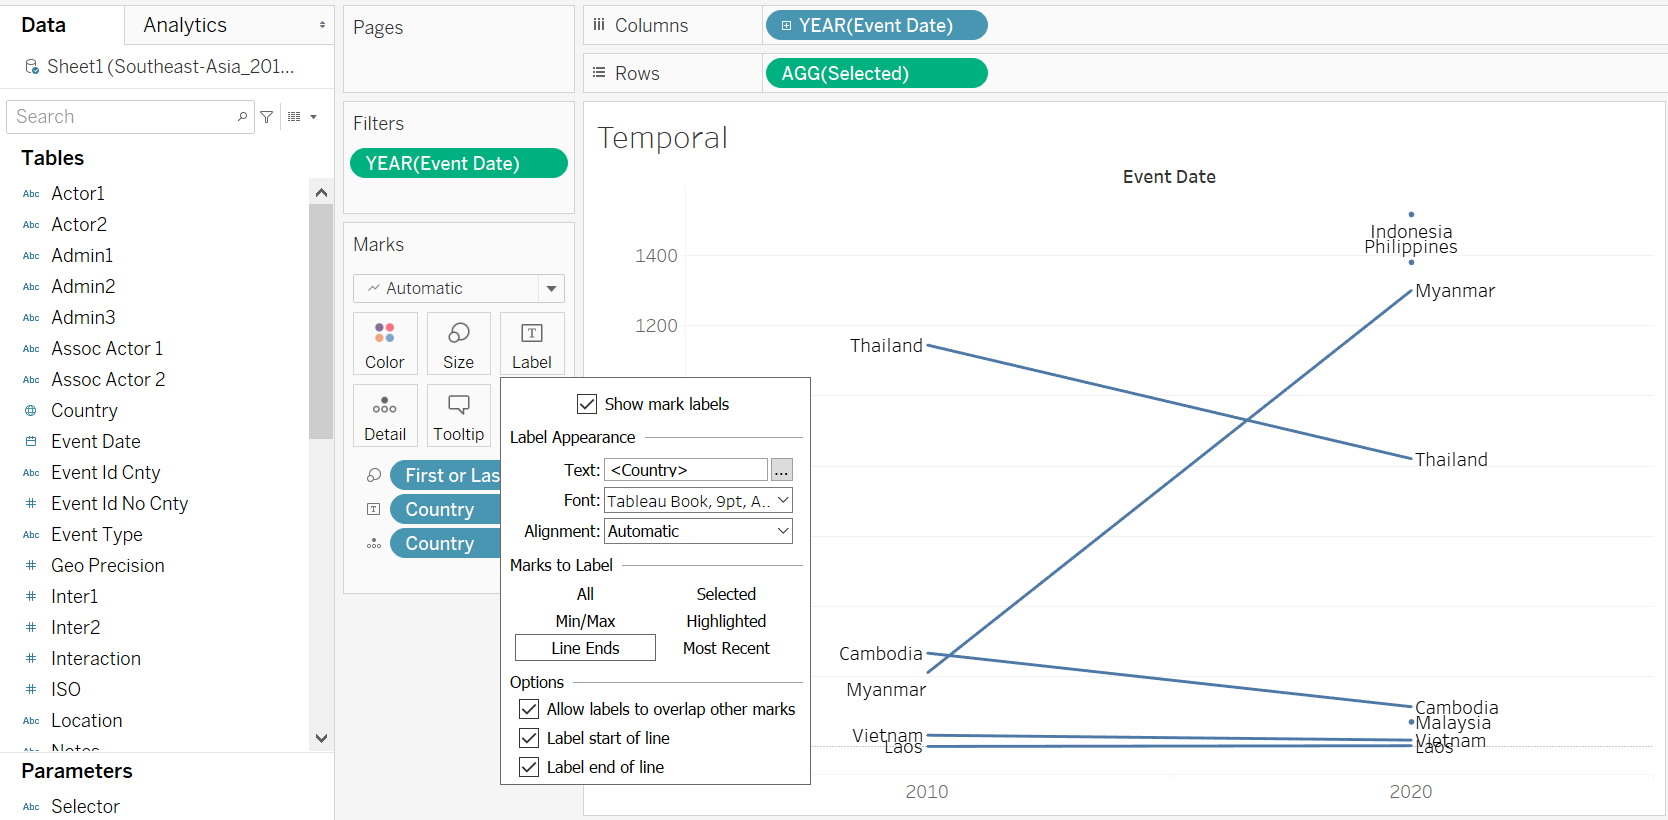 Data
Analytics
Sheet1 (Southeast-Asia_201...
Search
Tables
Abc Actor1
Abc Actor2
Abc Admin1
Abc Admin2
Abc Admin3
Abc Assoc Actor 1
Abc Assoc Actor 2
Country
Event Date
Abc Event Id Cnty
# Event Id No Cnty
Abc Event Type
# Geo Precision
# Inter1
# Inter2
# Interaction
# ISO
Abc Location
Abc Notes
Parameters
Abc Selector
Pages
Filters
YEAR(Event Date)
Marks
Automatic
Color
Size
T
Label
Detail
Tooltip
First or Las
T Country
Country
Show mark labels
Label Appearance
Text: <Country> ...
Font: Tableau Book, 9pt, A..
Alignment: Automatic
Marks to Label
All Selected
Min/Max Highlighted
Line Ends Most Recent
Options
Allow labels to overlap other marks
Label start of line
Label end of line
Columns YEAR(Event Date)
Rows AGG(Selected)
Temporal
Event Date
1400
1200
Indonesia
Philippines
Myanmar
Thailand
Thailand
Cambodia
Myanmar
Vietnam
Laos
Cambodia
Malaysia
Vietnam
Laos
2010 2020